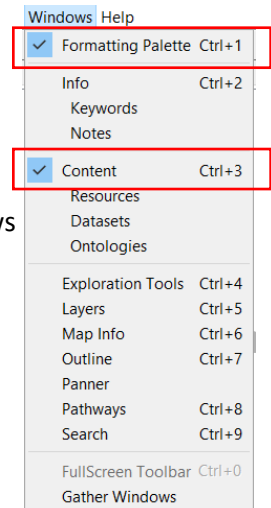 Windows Help
Formatting Palette Ctrl+1
Info Ctrl+2
Keywords
Notes
Content Ctrl+3
Resources
Datasets
Ontologies
Exploration Tools Ctrl+4
Layers Ctrl+5
Map Info Ctrl+6
Outline Ctrl+7
Panner
Pathways Ctrl+8
Search Ctrl+9
FullScreen Toolbar Ctrl+0
Gather Windows